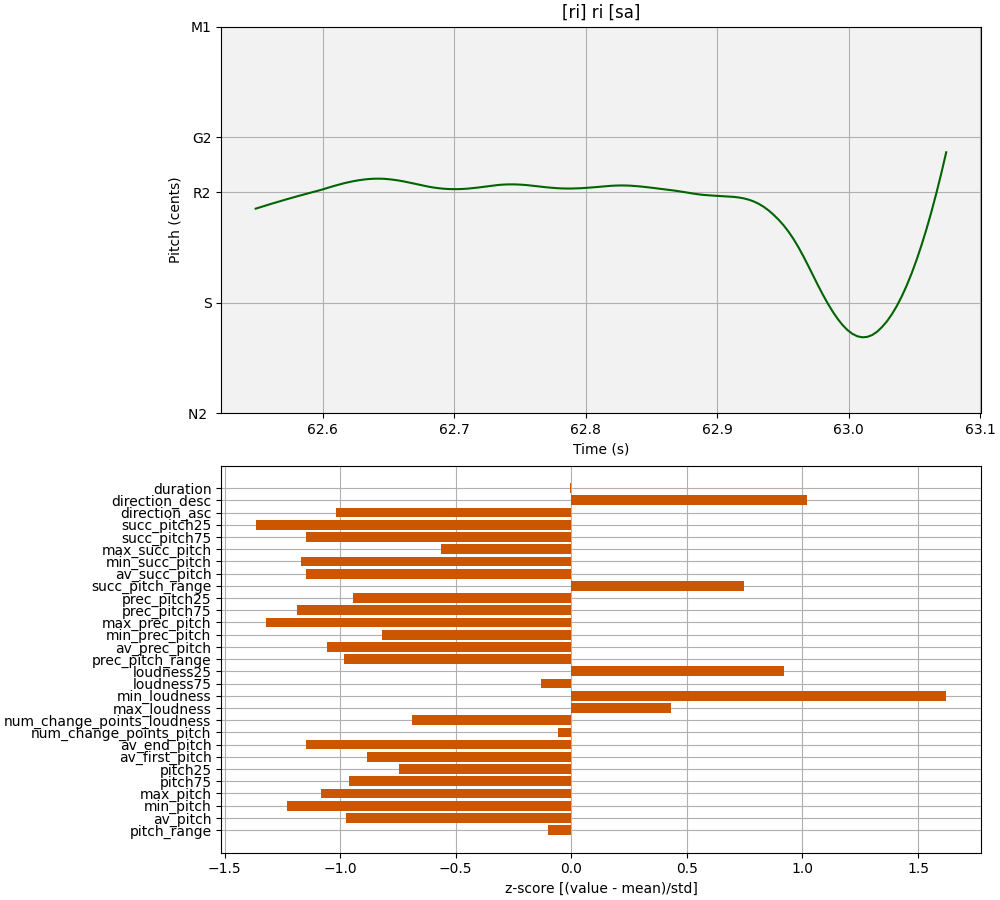 [ri] ri [sa]
M1
G2
R2
S
N2
Pitch (cents)
62.6 62.7 62.8 62.9 63.0 63.1
Time (s)
duration
direction_desc
direction_asc
succ_pitch25
succ_pitch75
max_succ_pitch
min_succ_pitch
av_succ_pitch
succ_pitch_range
prec_pitch25
prec_pitch75
max_prec_pitch
min_prec_pitch
av_prec_pitch
prec_pitch_range
loudness25
loudness75
min_loudness
max_loudness
num_change_points_loudness
num_change_points_pitch
av_end_pitch
av_first_pitch
pitch25
pitch75
max_pitch
min_pitch
av_pitch
pitch_range
−1.5 −1.0 −0.5 0.0 0.5 1.0 1.5
z-score [(value - mean)/std]